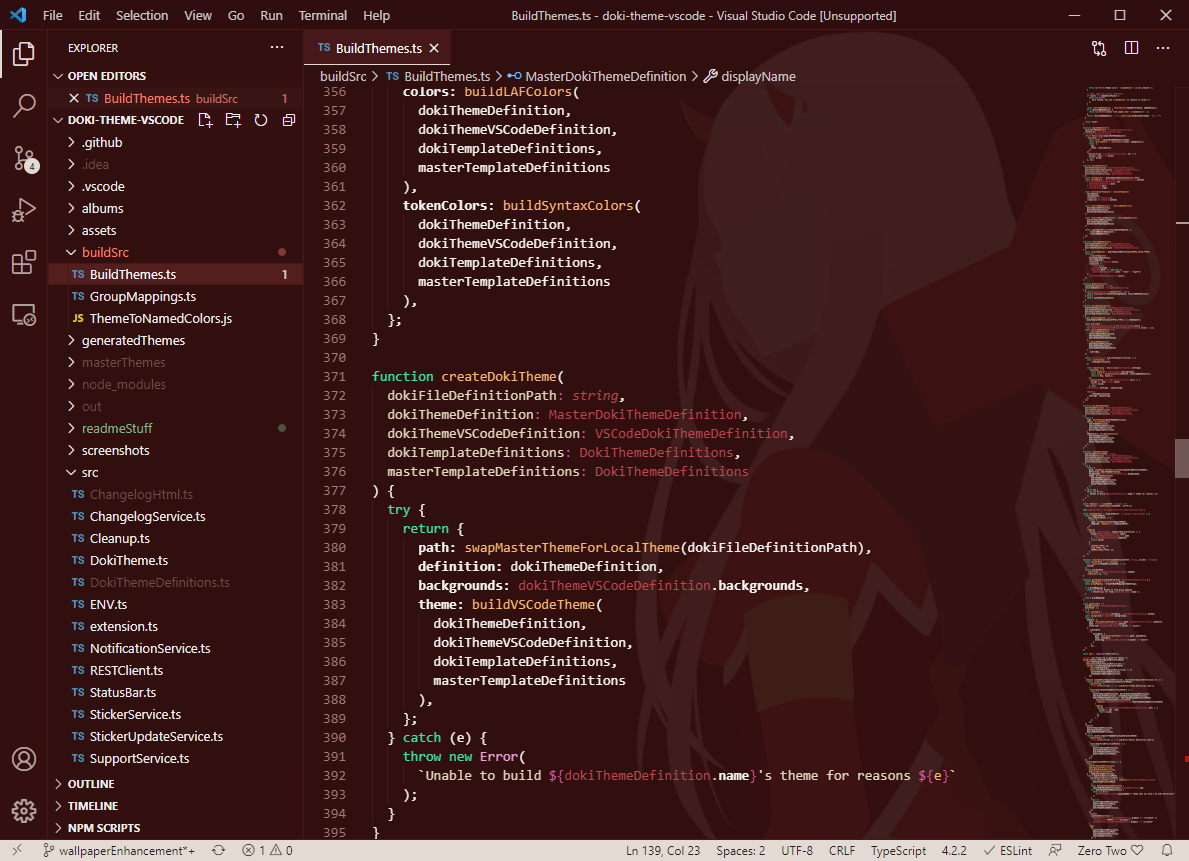 File Edit Selection View Go Run Terminal Help
BuildThemes.ts - doki-theme-vscode - Visual Studio Code [Unsupported]
EXPLORER
OPEN EDITORS
TS BuildThemes.ts buildSrc 1
DOKI-THEME-VSCODE
.github
.idea
.vscode
albums
assets
buildSrc
TS BuildThemes.ts 1
TS GroupMappings.ts
JS ThemeToNamedColors.js
generatedThemes
masterThemes
node_modules
out
readmeStuff
screenshots
src
TS ChangelogHtml.ts
TS ChangelogService.ts
TS Cleanup.ts
TS DokiTheme.ts
TS DokiThemeDefinitions.ts
TS ENV.ts
TS extension.ts
TS NotificationService.ts
TS RESTClient.ts
TS StatusBar.ts
TS StickerService.ts
TS StickerUpdateService.ts
TS SupportService.ts
OUTLINE
TIMELINE
NPM SCRIPTS
4
TS BuildThemes.ts
buildSrc > TS BuildThemes.ts > MasterDokiThemeDefinition > displayName
356 colors: buildLAFColors(
357 dokiThemeDefinition,
358 dokiThemeVSCodeDefinition,
359 dokiTemplateDefinitions,
360 masterTemplateDefinitions
361 ),
362 tokenColors: buildSyntaxColors(
363 dokiThemeDefinition,
364 dokiThemeVSCodeDefinition,
365 dokiTemplateDefinitions,
366 masterTemplateDefinitions
367 ),
368 };
369 }
370
371 function createDokiTheme(
372 dokiFileDefinitionPath: string,
373 dokiThemeDefinition: MasterDokiThemeDefinition,
374 dokiThemeVSCodeDefinition: VSCodeDokiThemeDefinition,
375 dokiTemplateDefinitions: DokiThemeDefinitions,
376 masterTemplateDefinitions: DokiThemeDefinitions
377 ) {
378 try {
379 return {
380 path: swapMasterThemeForLocalTheme(dokiFileDefinitionPath),
381 definition: dokiThemeDefinition,
382 backgrounds: dokiThemeVSCodeDefinition.backgrounds,
383 theme: buildVSCodeTheme(
384 dokiThemeDefinition,
385 dokiThemeVSCodeDefinition,
386 dokiTemplateDefinitions,
387 masterTemplateDefinitions
388 ),
389 };
390 } catch (e) {
391 throw new Error(
392 `Unable to build ${dokiThemeDefinition.name}'s theme for reasons ${e}`
393 );
394 }
395 }
wallpaperEnhancement*+ 1 0 Ln 139, Col 23 Spaces: 2 UTF-8 CRLF TypeScript 4.2.2 ESLint Zero Two